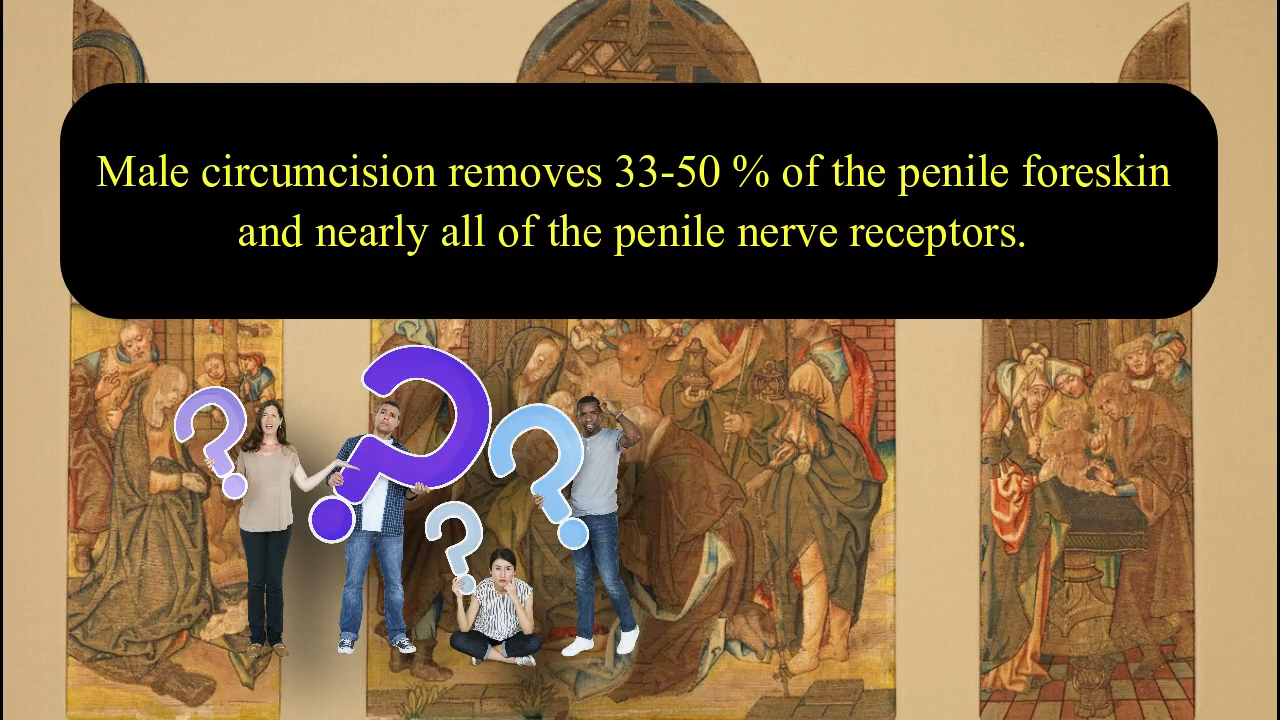 Male circumcision removes 33-50 % of the penile foreskin
and nearly all of the penile nerve receptors.